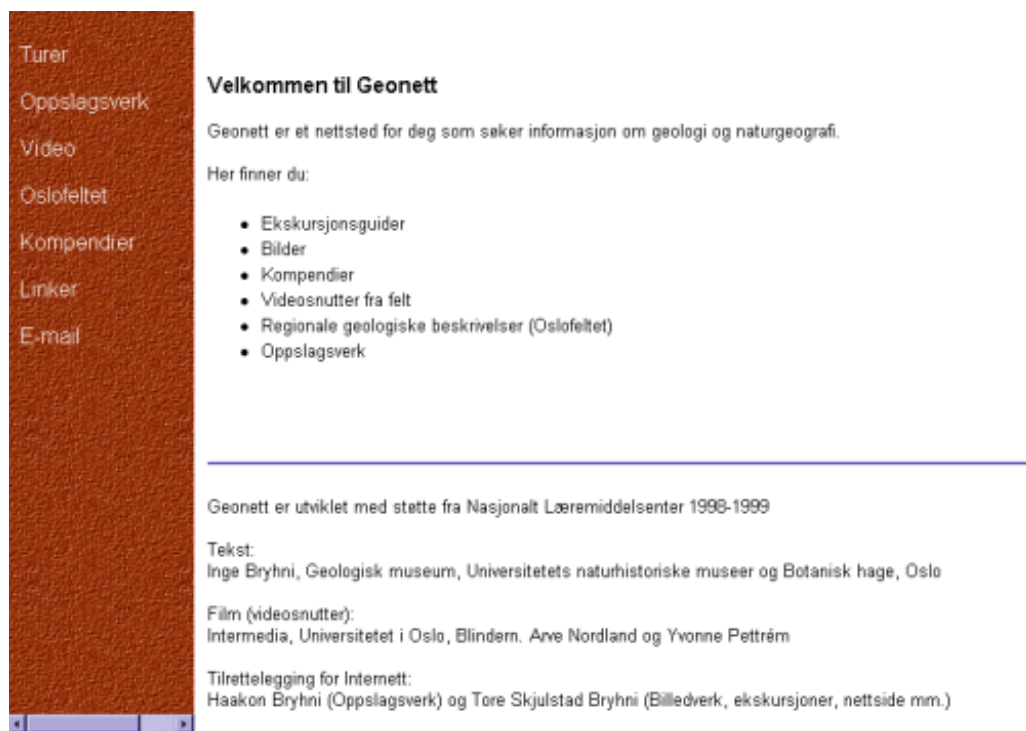 Turer
Oppslagsverk
Video
Oslofeltet
Kompendier
Linker
E-mail
Velkommen til Geonett
Geonett er et nettsted for deg som søker informasjon om geologi og naturgeografi.
Her finner du:
Ekskursjonsguider
Bilder
Kompendier
Videosnutter fra felt
Regionale geologiske beskrivelser (Oslofeltet)
Oppslagsverk
Geonett er utviklet med støtte fra Nasjonalt Læremiddelsenter 1998-1999
Tekst:
Inge Bryhni, Geologisk museum, Universitetets naturhistoriske museer og Botanisk hage, Oslo
Film (videosnutter):
Intermedia, Universitetet i Oslo, Blindern. Arve Nordland og Yvonne Pettrém
Tilrettelegging for Internett:
Haakon Bryhni (Oppslagsverk) og Tore Skjulstad Bryhni (Billedverk, ekskursjoner, nettside mm.)